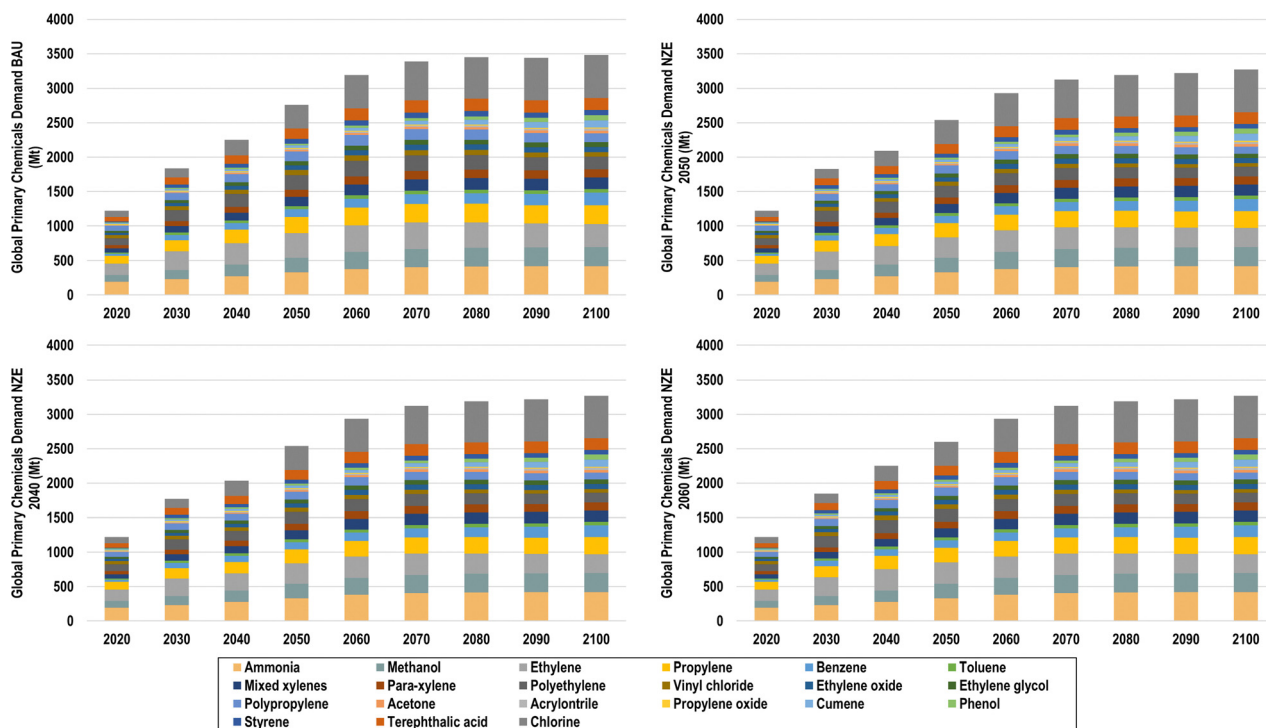 Global Primary Chemicals Demand BAU
(Mt)
4000
3500
3000
2500
2000
1500
1000
500
0
2020 2030 2040 2050 2060 2070 2080 2090 2100
Global Primary Chemicals Demand NZE
2050 (Mt)
4000
3500
3000
2500
2000
1500
1000
500
0
2020 2030 2040 2050 2060 2070 2080 2090 2100
Global Primary Chemicals Demand NZE
2040 (Mt)
4000
3500
3000
2500
2000
1500
1000
500
0
2020 2030 2040 2050 2060 2070 2080 2090 2100
Global Primary Chemicals Demand NZE
2060 (Mt)
4000
3500
3000
2500
2000
1500
1000
500
0
2020 2030 2040 2050 2060 2070 2080 2090 2100
Ammonia Methanol Ethylene Propylene Benzene Toluene
Mixed xylenes Para-xylene Polyethylene Vinyl chloride Ethylene oxide Ethylene glycol
Polypropylene Acetone Acrylontrile Propylene oxide Cumene Phenol
Styrene Terephthalic acid Chlorine